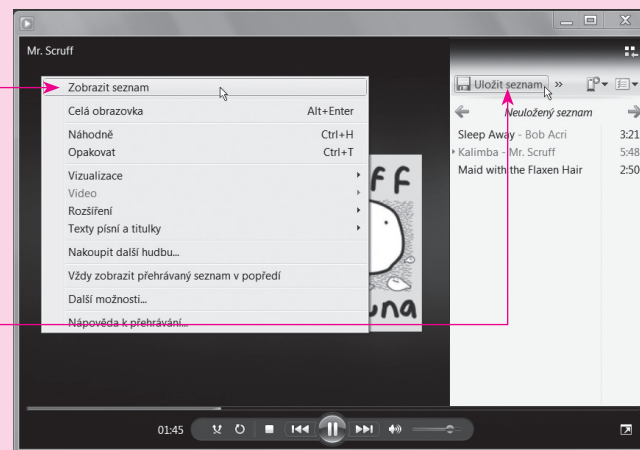 Mr. Scruff
Zobrazit seznam
Celá obrazovka Alt+Enter
Náhodně Ctrl+H
Opakovat Ctrl+T
Vizualizace
Video
Rozšíření
Texty písní a titulky
Nakoupit další hudbu...
Vždy zobrazit přehrávaný seznam v popředí
Další možnosti...
Nápověda k přehrávání...
FF
una
Uložit seznam »
Neuložený seznam
Sleep Away - Bob Acri 3:21
Kalimba - Mr. Scruff 5:48
Maid with the Flaxen Hair 2:50
01:45